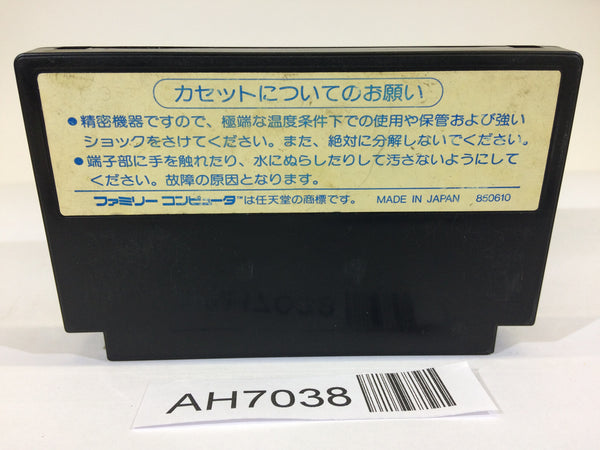 カセットについてのお願い
●精密機器ですので、極端な温度条件下での使用や保管および強い
ショックをさけてください。また、絶対に分解しないでください。
●端子部に手を触れたり、水にぬらしたりして汚さないようにして
ください。故障の原因となります。
ファミリーコンピュータ™は任天堂の商標です。 MADE IN JAPAN 850610
AH7038